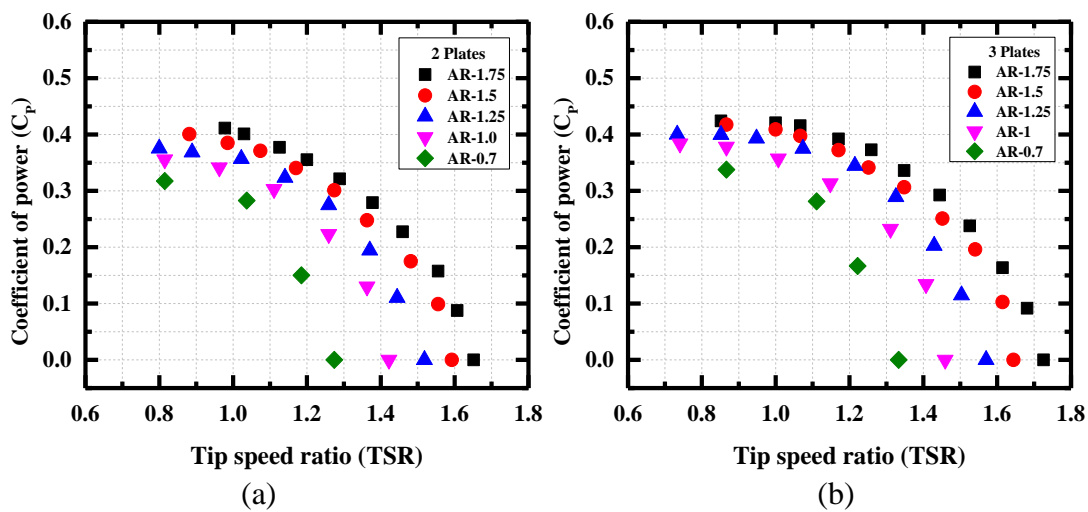 0.6
0.5
0.4
0.3
0.2
0.1
0.0
0.6 0.8 1.0 1.2 1.4 1.6 1.8
Coefficient of power (CP)
Tip speed ratio (TSR)
2 Plates
AR-1.75
AR-1.5
AR-1.25
AR-1.0
AR-0.7
(a)
0.6
0.5
0.4
0.3
0.2
0.1
0.0
0.6 0.8 1.0 1.2 1.4 1.6 1.8
Coefficient of power (CP)
Tip speed ratio (TSR)
3 Plates
AR-1.75
AR-1.5
AR-1.25
AR-1
AR-0.7
(b)